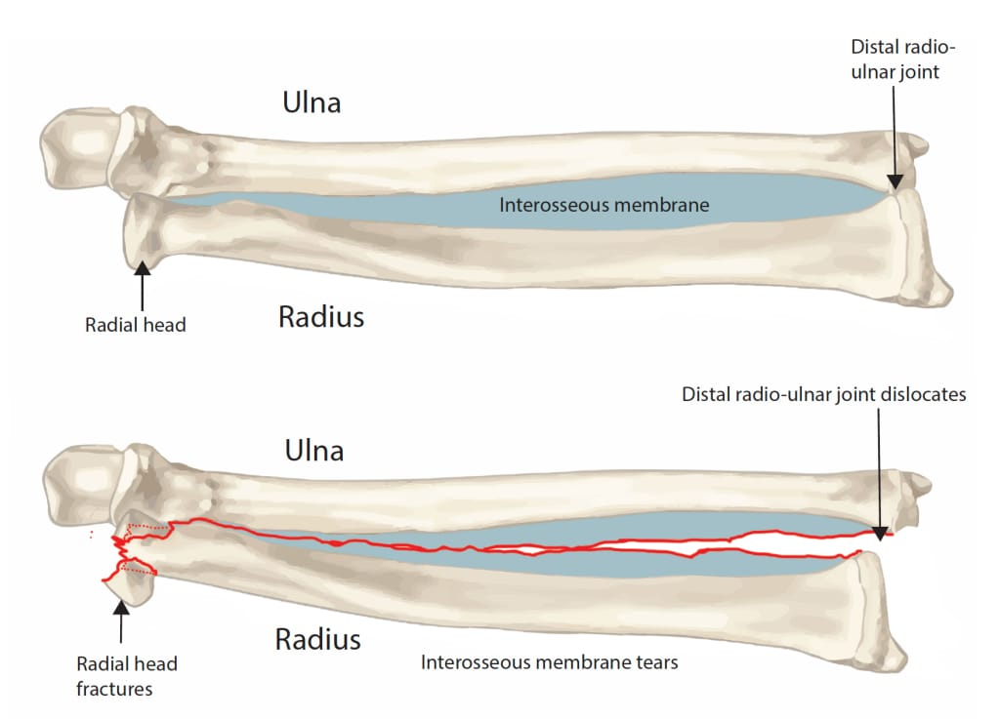 Distal radio-
ulnar joint
Ulna
Interosseous membrane
Radius
Radial head
Distal radio-ulnar joint dislocates
Ulna
Radius
Interosseous membrane tears
Radial head
fractures